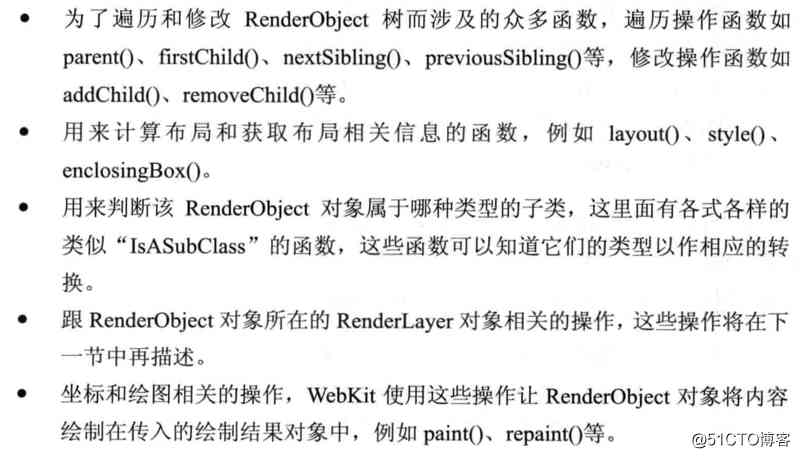 ● 为了遍历和修改 RenderObject 树而涉及的众多函数，遍历操作函数如
parent()、firstChild()、nextSibling()、previousSibling()等，修改操作函数如
addChild()、removeChild()等。
● 用来计算布局和获取布局相关信息的函数，例如 layout()、style()、
enclosingBox()。
● 用来判断该 RenderObject 对象属于哪种类型的子类，这里面有各式各样的
类似“IsASubClass”的函数，这些函数可以知道它们的类型以作相应的转
换。
● 跟 RenderObject 对象所在的 RenderLayer 对象相关的操作，这些操作将在下
一节中再描述。
● 坐标和绘图相关的操作，WebKit 使用这些操作让 RenderObject 对象将内容
绘制在传入的绘制结果对象中，例如 paint()、repaint()等。
@51CTO博客